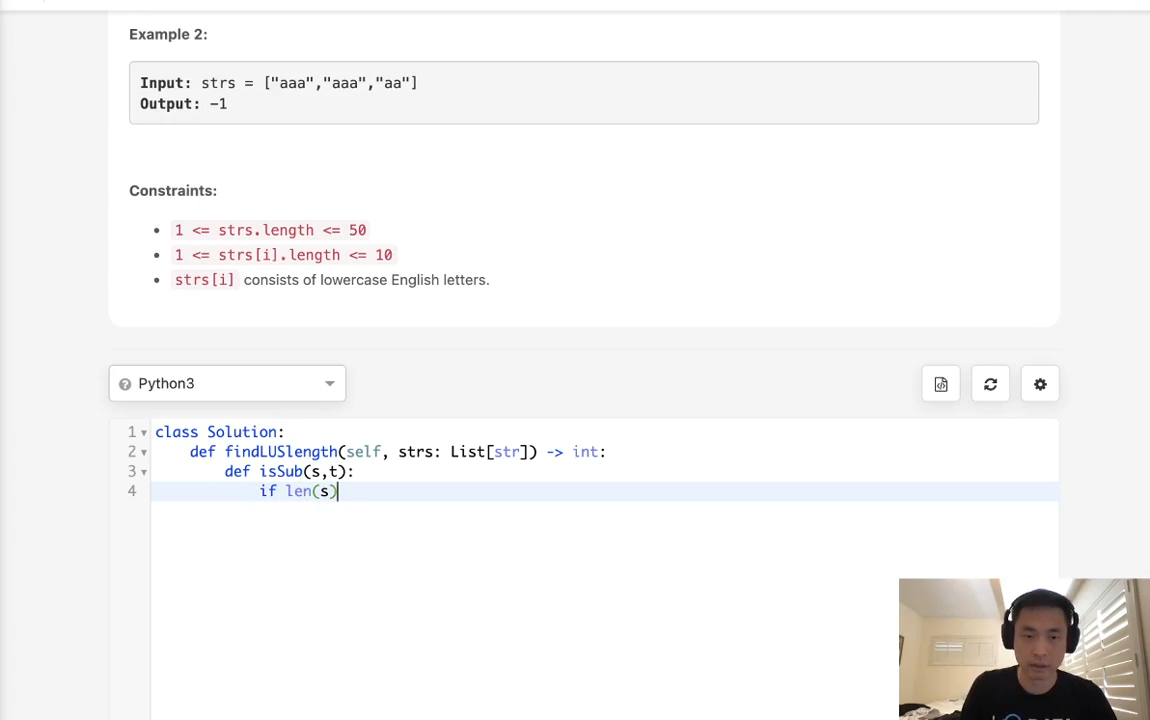 Example 2:
Input: strs = ["aaa","aaa","aa"]
Output: -1
Constraints:
1 <= strs.length <= 50
1 <= strs[i].length <= 10
strs[i] consists of lowercase English letters.
Python3
1 class Solution:
2 def findLUSlength(self, strs: List[str]) -> int:
3 def isSub(s,t):
4 if len(s)